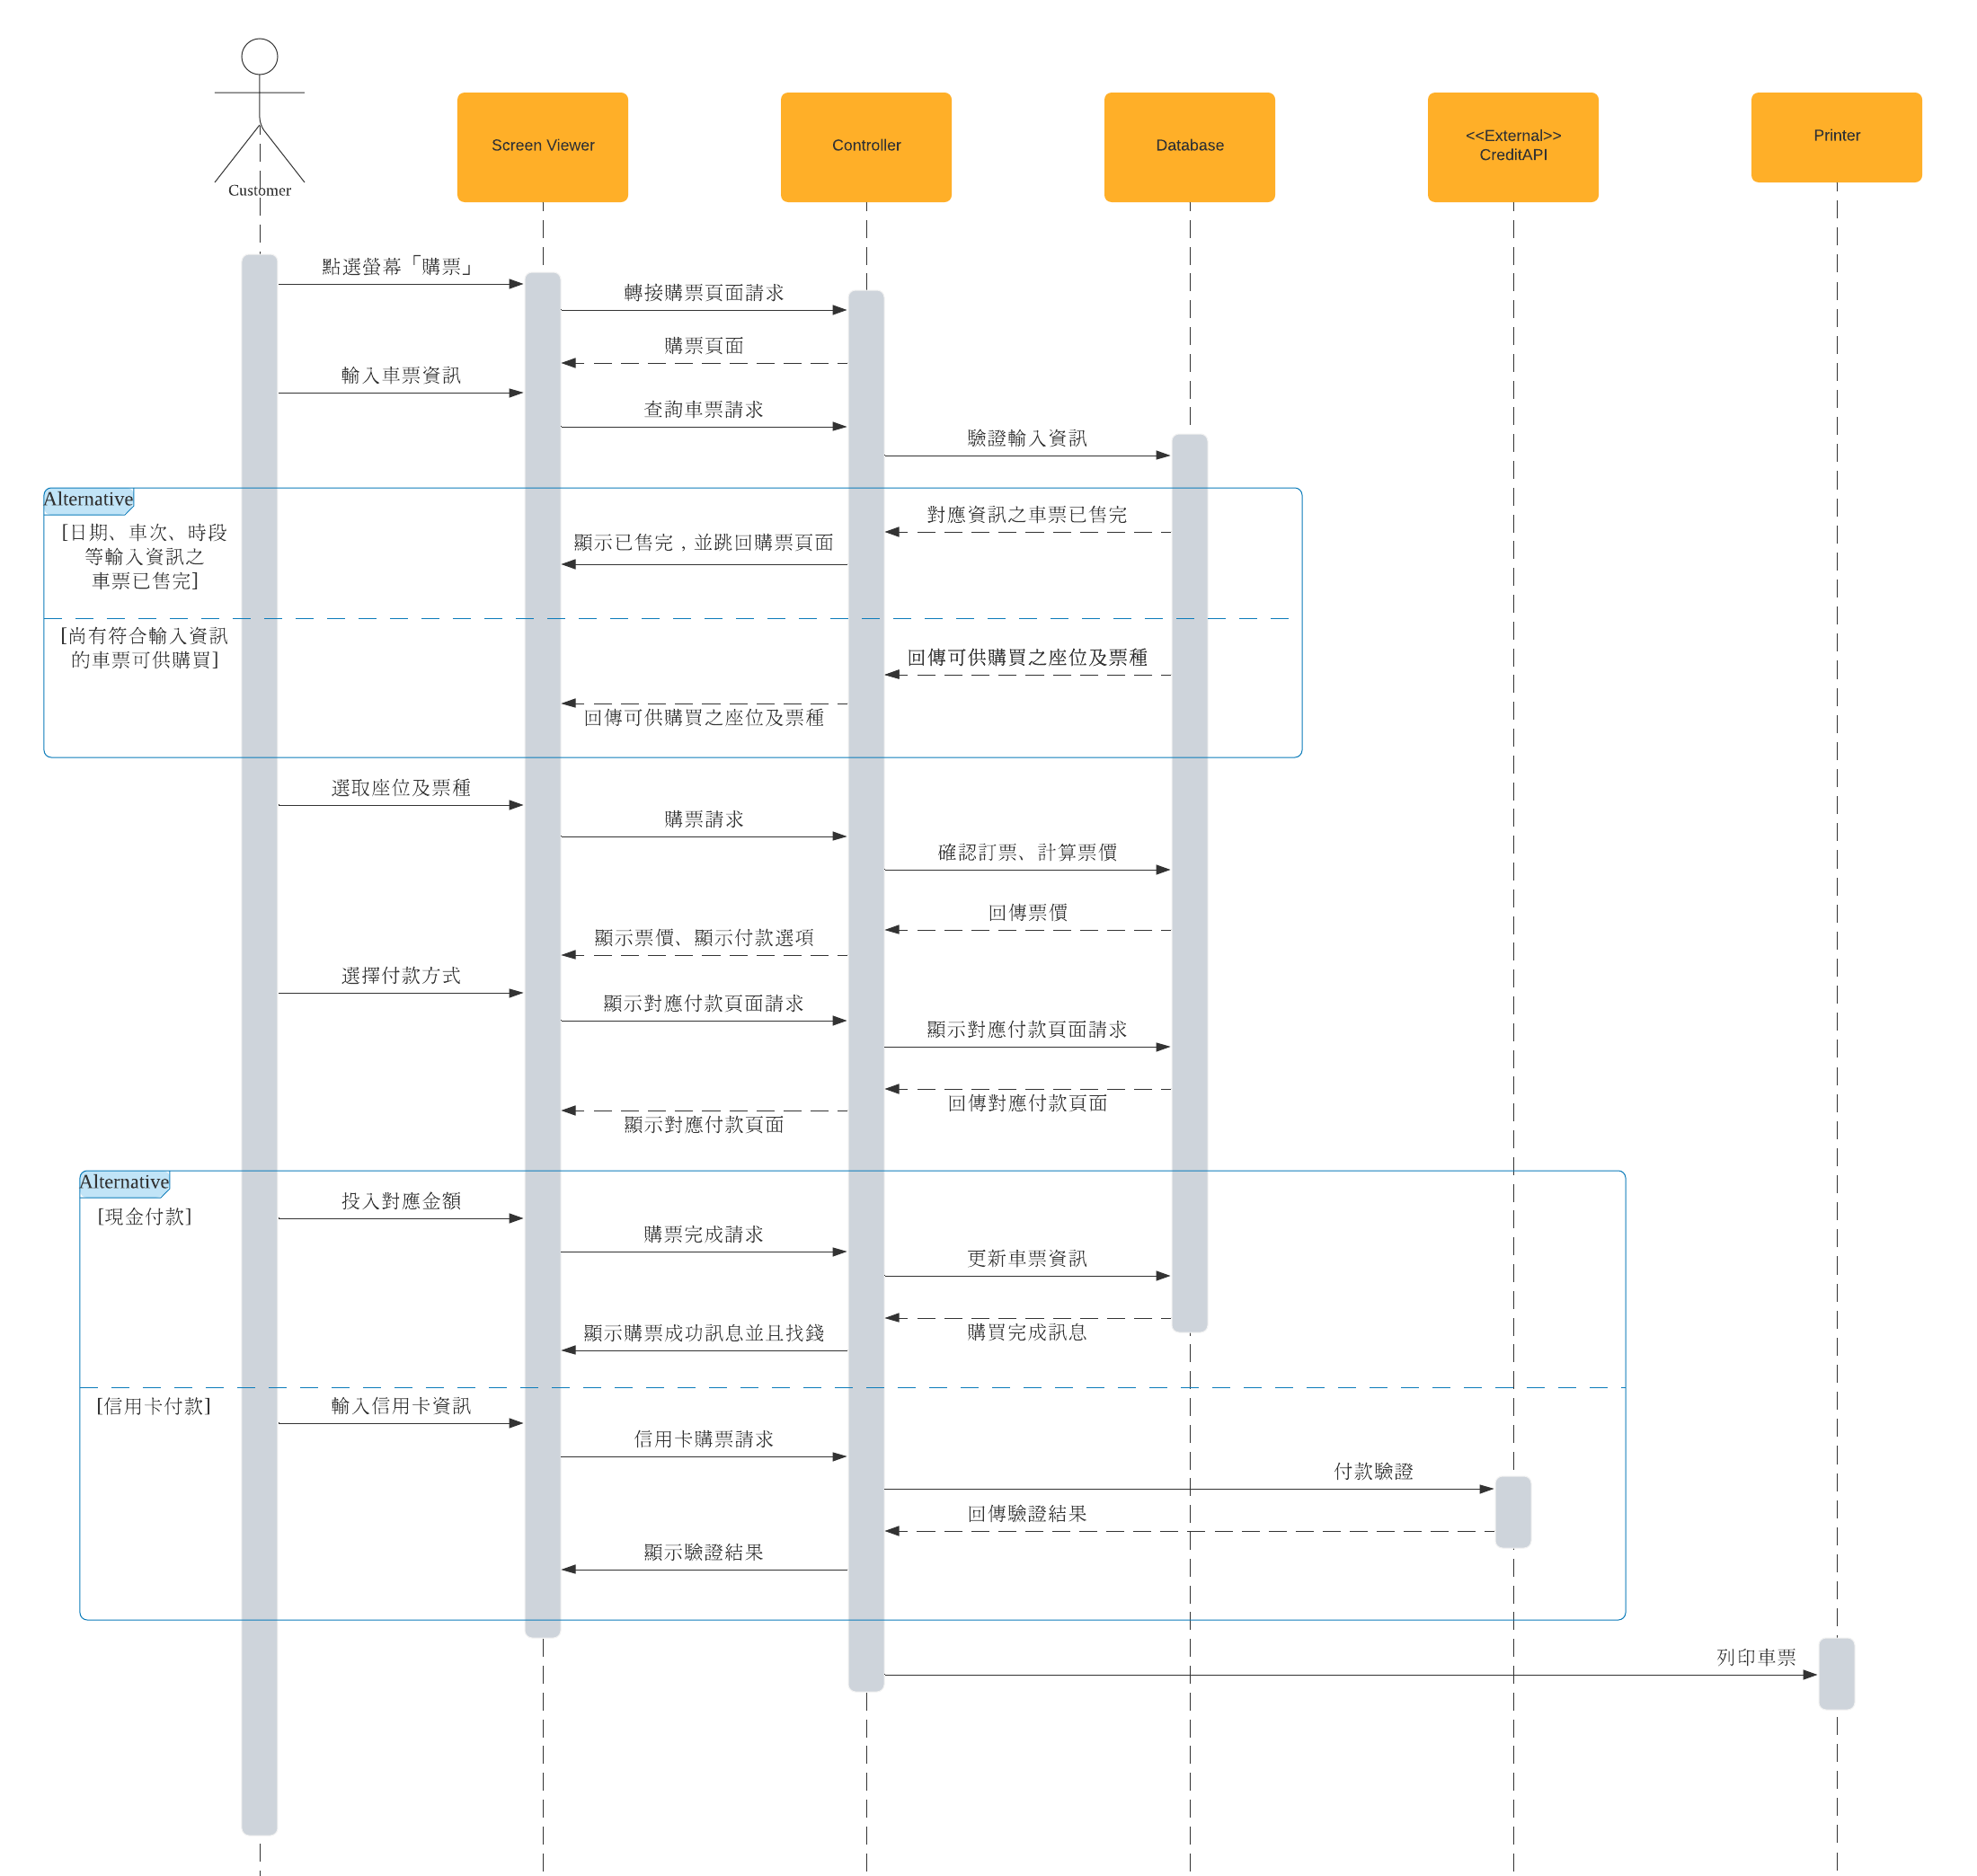 Customer
Screen Viewer
Controller
Database
<<External>>
CreditAPI
Printer
點選螢幕「購票」
轉接購票頁面請求
購票頁面
輸入車票資訊
查詢車票請求
驗證輸入資訊
Alternative
[日期、車次、時段
等輸入資訊之
車票已售完]
對應資訊之車票已售完
顯示已售完，並跳回購票頁面
[尚有符合輸入資訊
的車票可供購買]
回傳可供購買之座位及票種
回傳可供購買之座位及票種
選取座位及票種
購票請求
確認訂票、計算票價
回傳票價
顯示票價、顯示付款選項
選擇付款方式
顯示對應付款頁面請求
顯示對應付款頁面請求
回傳對應付款頁面
顯示對應付款頁面
Alternative
[現金付款]
投入對應金額
購票完成請求
更新車票資訊
購買完成訊息
顯示購票成功訊息並且找錢
[信用卡付款]
輸入信用卡資訊
信用卡購票請求
付款驗證
回傳驗證結果
顯示驗證結果
列印車票